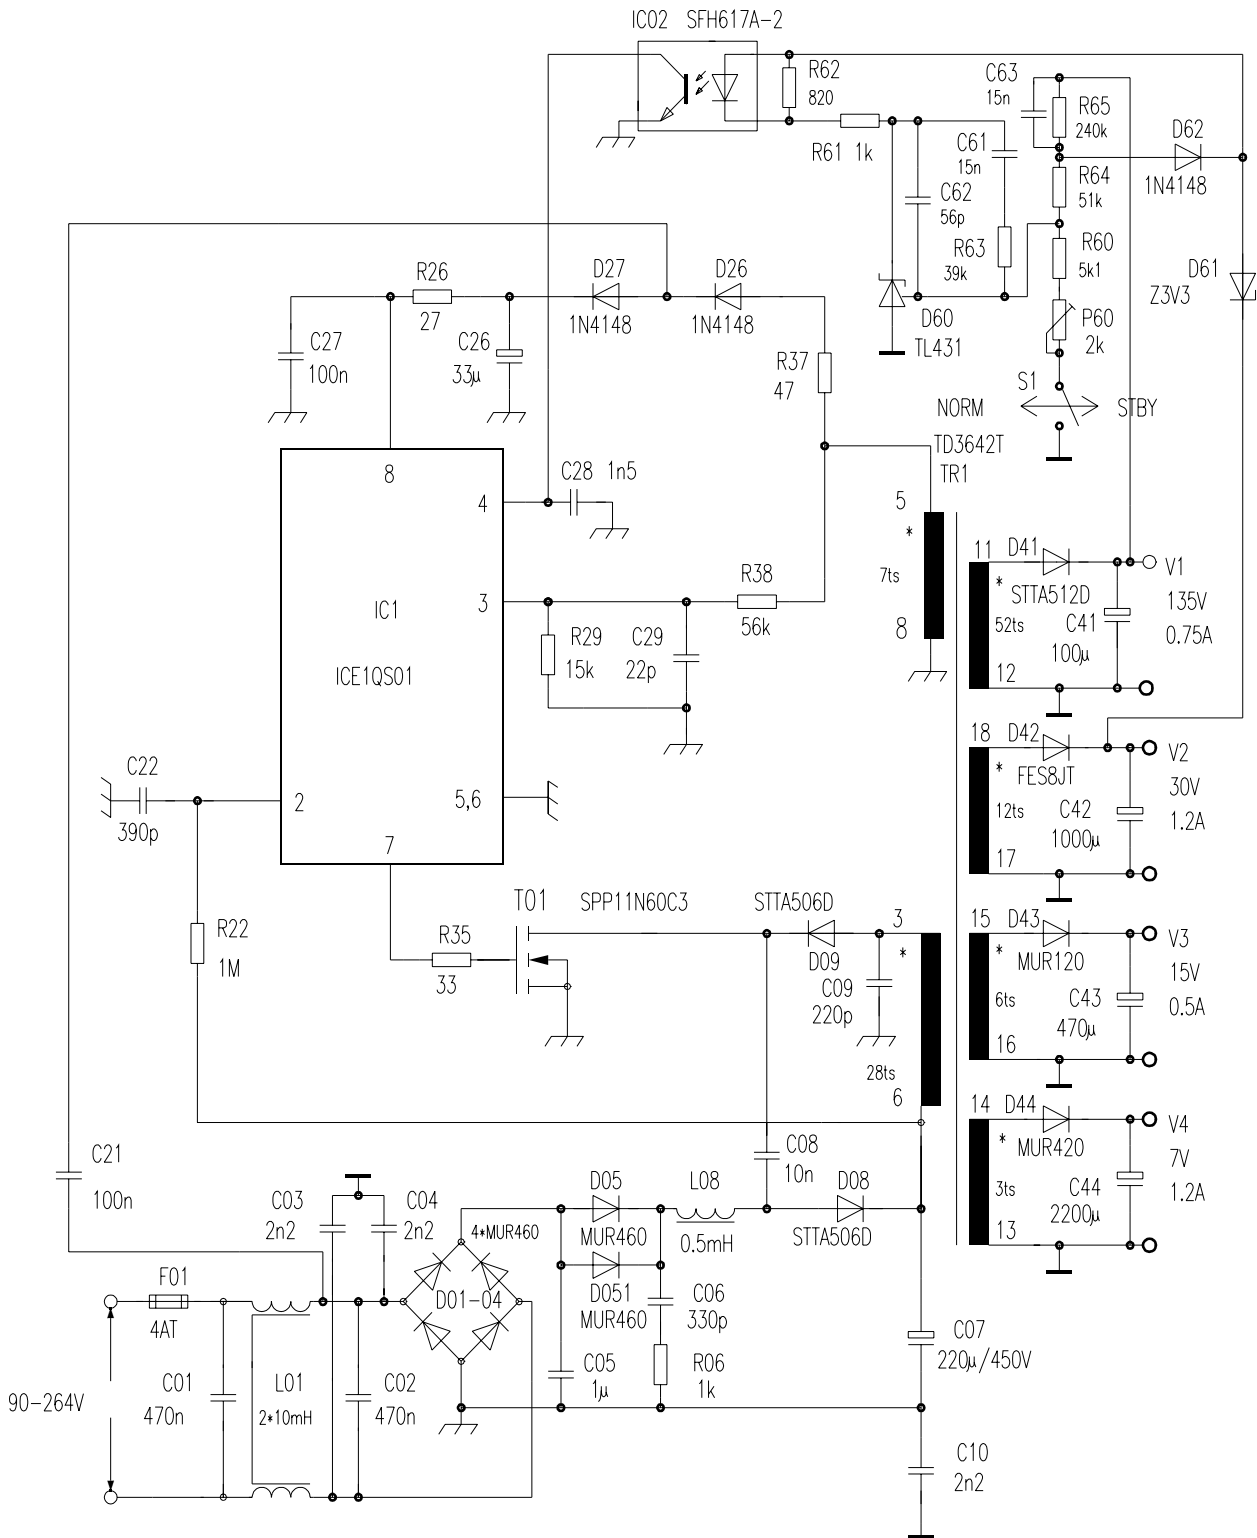 IC02 SFH617A-2
R62
820
C63
15n
R65
240k
D62
1N4148
R61 1k
C61
15n
R64
51k
C62
56p
R63
39k
R60
5k1
D61
Z3V3
R26
27
D27
1N4148
D26
1N4148
D60
TL431
P60
2k
C27
100n
C26
33µ
R37
47
S1
NORM
STBY
TD3642T
TR1
8
4
C28 1n5
5
*
7ts
8
11
D41
*
STTA512D
52ts
C41
100µ
12
V1
135V
0.75A
IC1
ICE1QS01
3
R38
56k
R29
15k
C29
22p
18
D42
*
FES8JT
12ts
C42
1000µ
17
V2
30V
1.2A
C22
390p
2
5,6
7
T01
SPP11N60C3
STTA506D
D09
3
*
C09
220p
28ts
6
R22
1M
R35
33
15
D43
*
MUR120
6ts
C43
470µ
16
V3
15V
0.5A
14
D44
*
MUR420
3ts
C44
2200µ
13
V4
7V
1.2A
C21
100n
C08
10n
C03
2n2
C04
2n2
4*MUR460
D05
MUR460
L08
0.5mH
D08
STTA506D
F01
4AT
D01-04
D051
MUR460
C06
330p
C07
220µ/450V
90-264V
C01
470n
L01
2*10mH
C02
470n
C05
1µ
R06
1k
C10
2n2